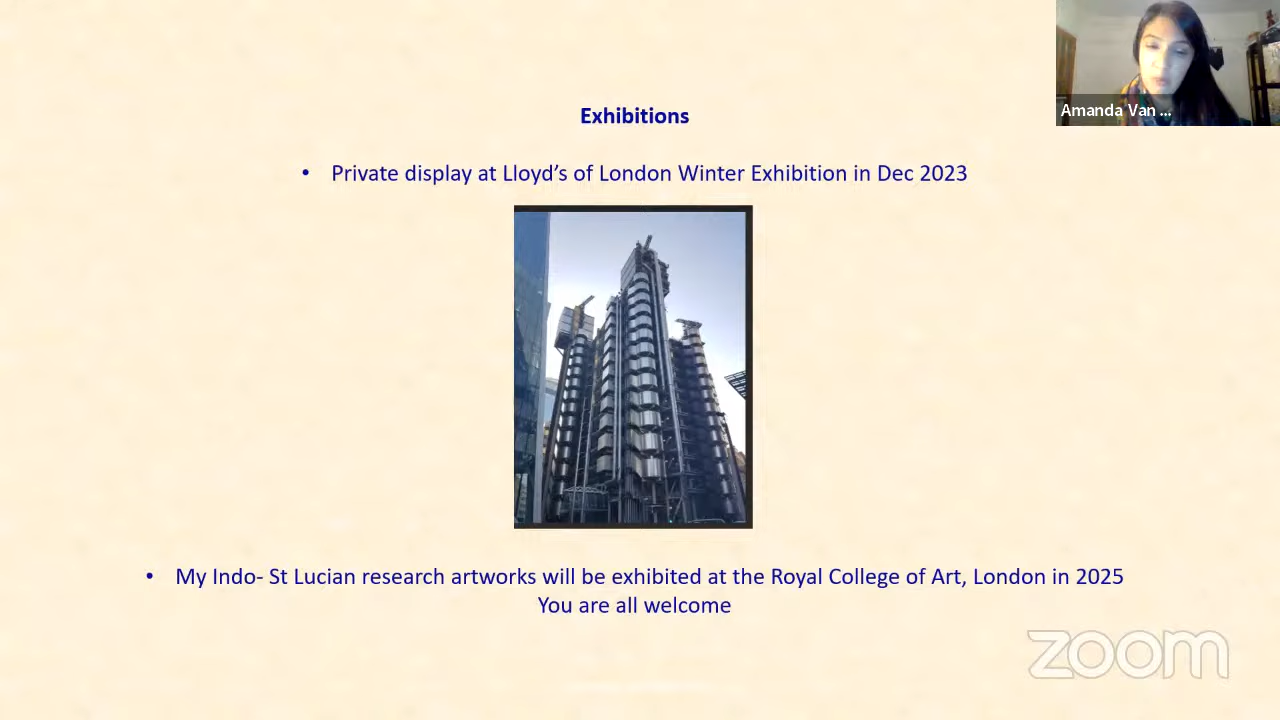 Exhibitions
• Private display at Lloyd’s of London Winter Exhibition in Dec 2023
• My Indo- St Lucian research artworks will be exhibited at the Royal College of Art, London in 2025
You are all welcome
Amanda Van ...
zoom